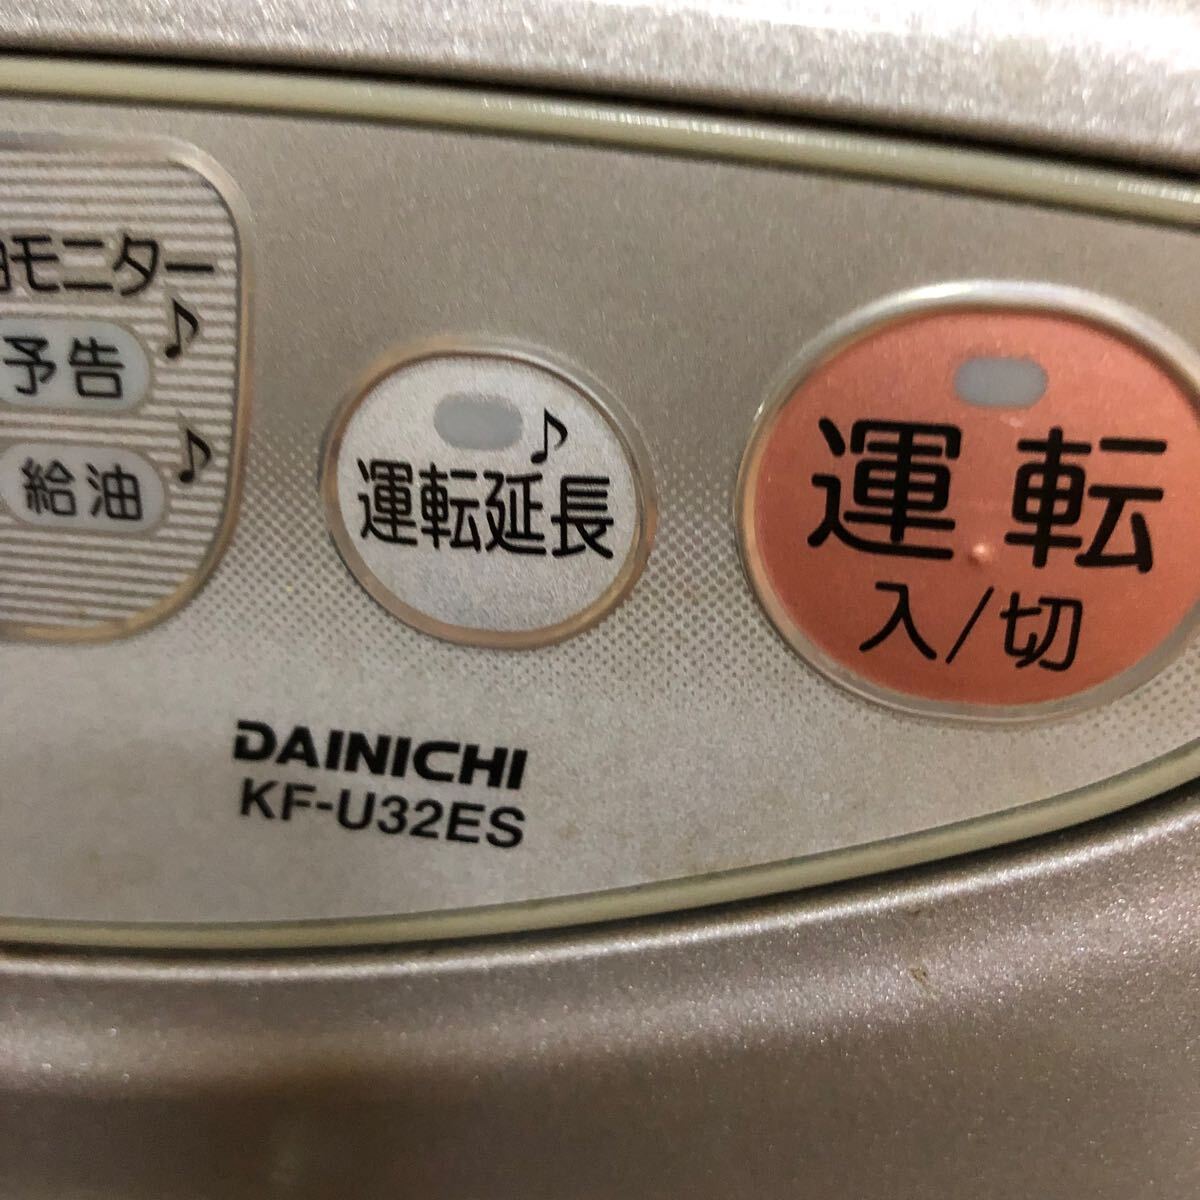 モニター
予告 ♪
給油 ♪
♪
運転延長
運転
入/切
DAINICHI
KF-U32ES